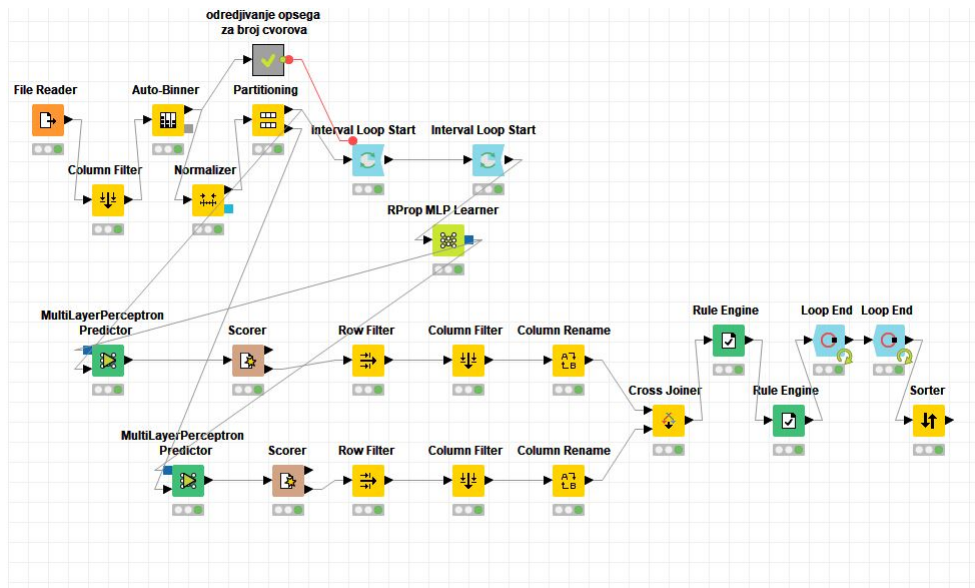 odredjivanje opsega
za broj cvorova
File Reader
Auto-Binner
Partitioning
Interval Loop Start
Interval Loop Start
Column Filter
Normalizer
RProp MLP Learner
MultiLayerPerceptron
Predictor
Scorer
Row Filter
Column Filter
Column Rename
Rule Engine
Loop End
Loop End
Cross Joiner
Rule Engine
Sorter
MultiLayerPerceptron
Predictor
Scorer
Row Filter
Column Filter
Column Rename